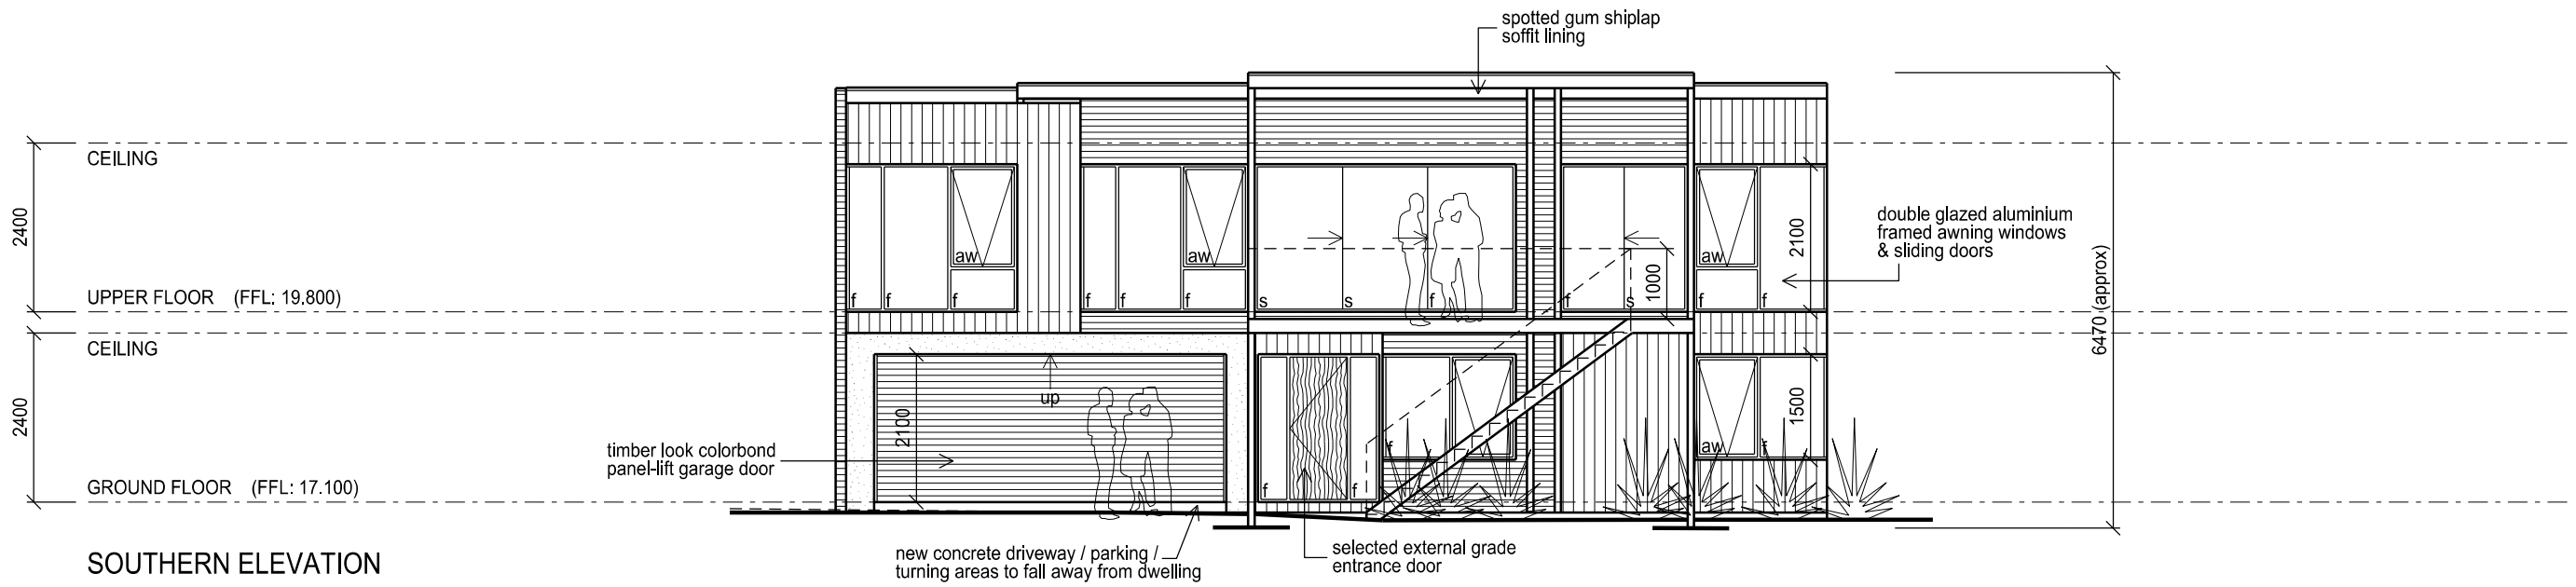 spotted gum shiplap
soffit lining
CEILING
2400
UPPER FLOOR (FFL: 19.800)
CEILING
2400
GROUND FLOOR (FFL: 17.100)
SOUTHERN ELEVATION
f
f
aw
f
f
f
aw
f
s
s
f
f
s
1000
aw
f
f
2100
double glazed aluminium
framed awning windows
& sliding doors
6470 (approx)
up
2100
timber look colorbond
panel-lift garage door
f
f
f
aw
f
1500
new concrete driveway / parking /
turning areas to fall away from dwelling
selected external grade
entrance door